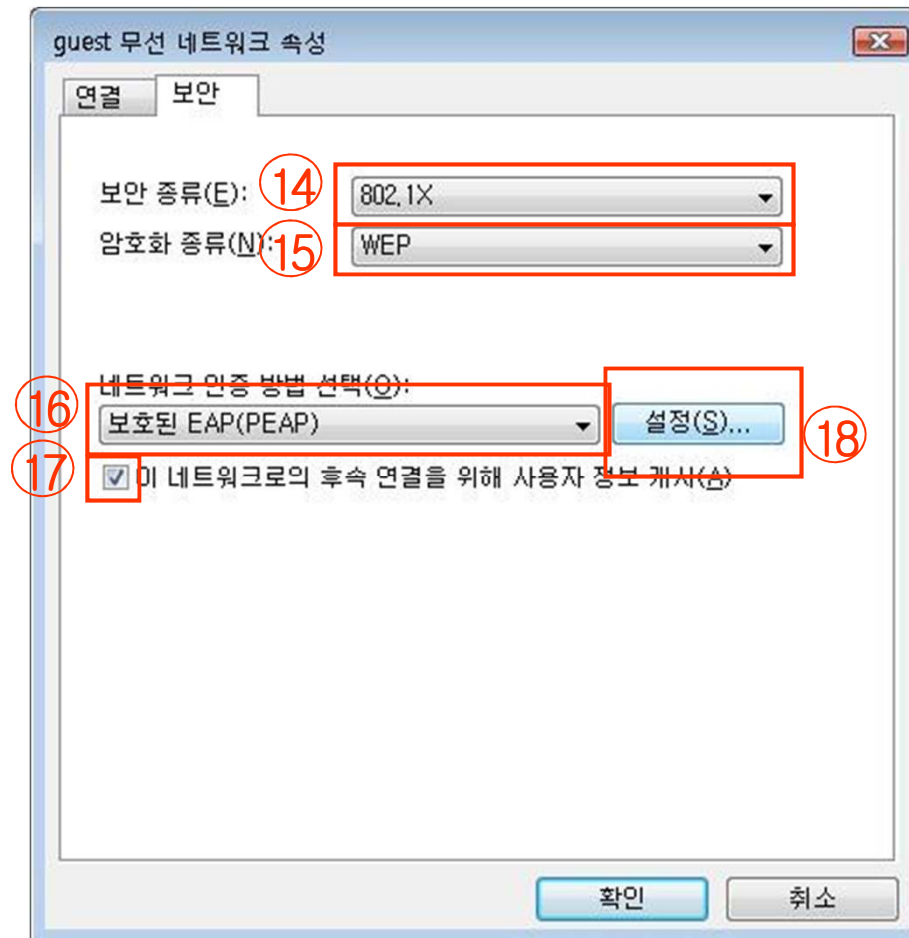 guest 무선 네트워크 속성
연결 보안
보안 종류(E): ⑭ 802.1X
암호화 종류(N): ⑮ WEP
네트워크 인증 방법 선택(O):
⑯ 보호된 EAP(PEAP) 설정(S)... ⑱
⑰ 이 네트워크로의 후속 연결을 위해 사용자 정보 캐시(A)
확인 취소